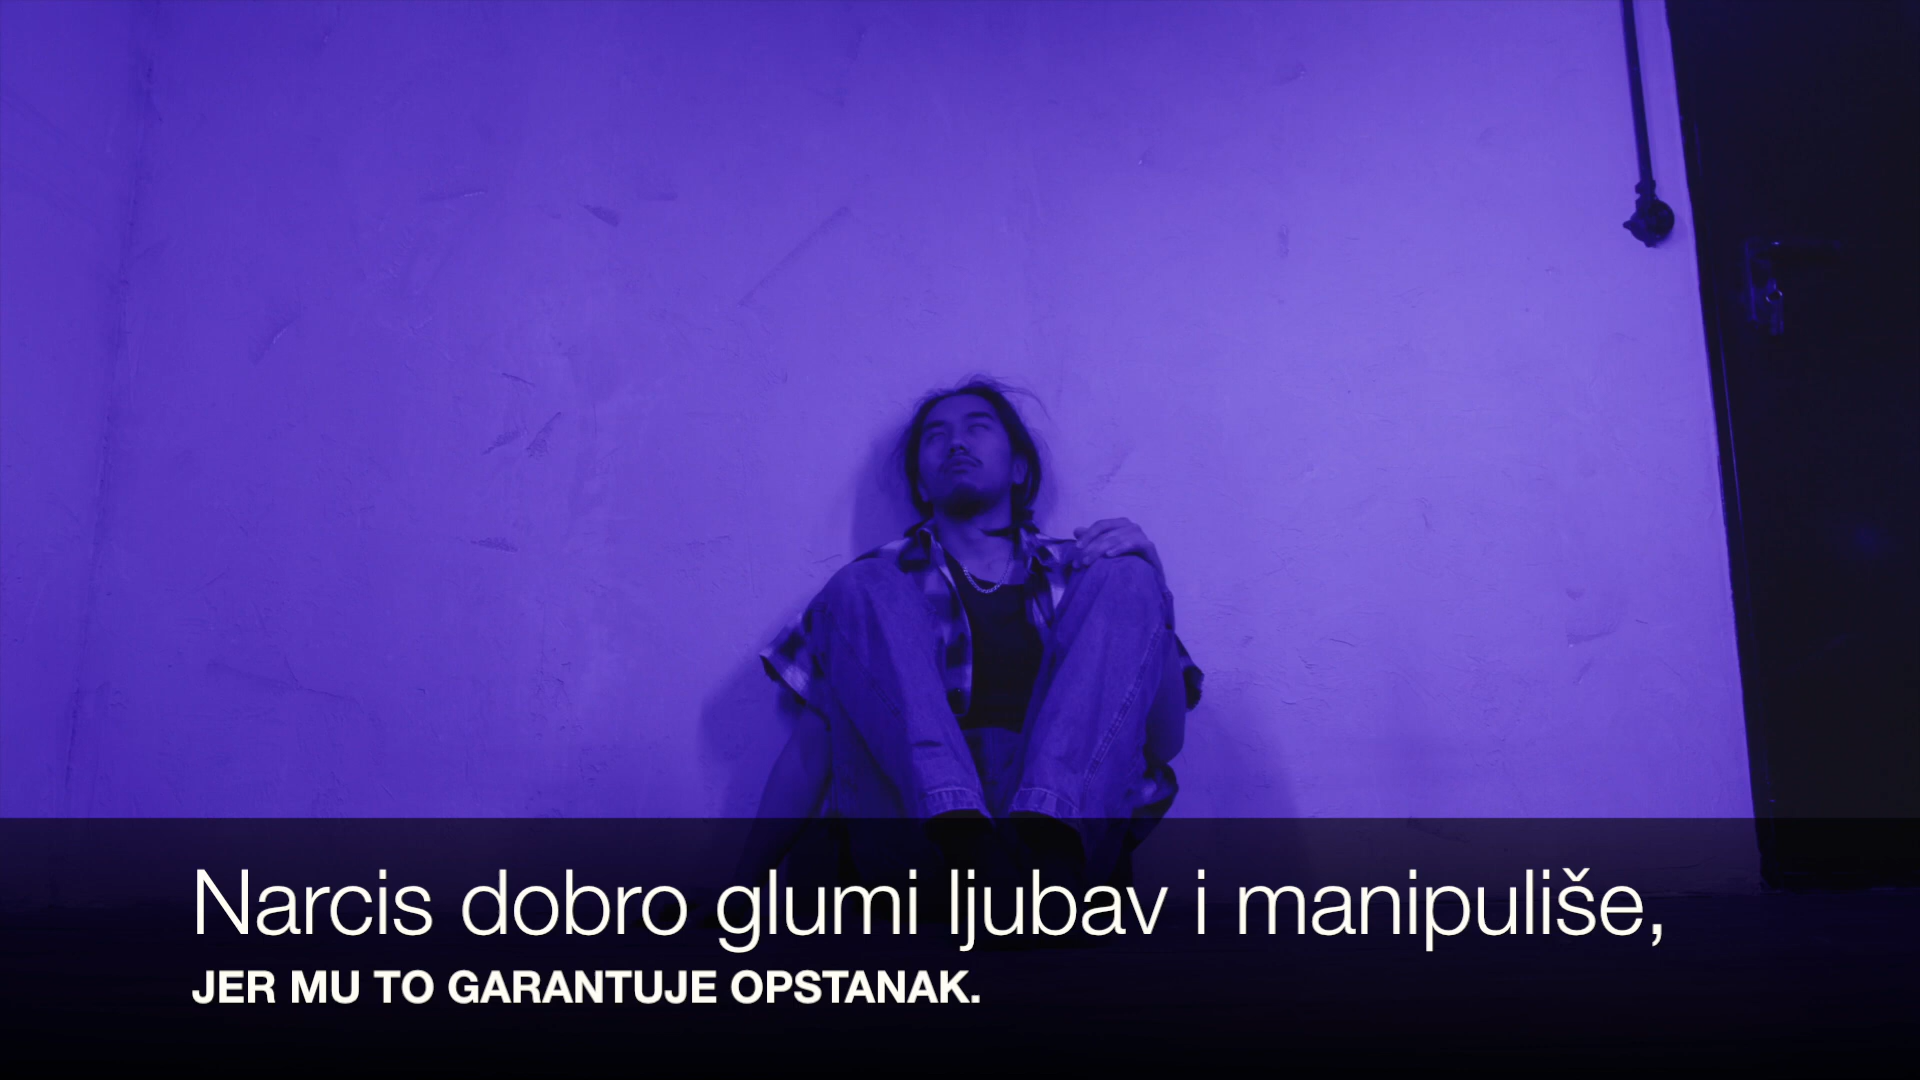 Narcis dobro glumi ljubav i manipuliše,
JER MU TO GARANTUJE OPSTANAK.